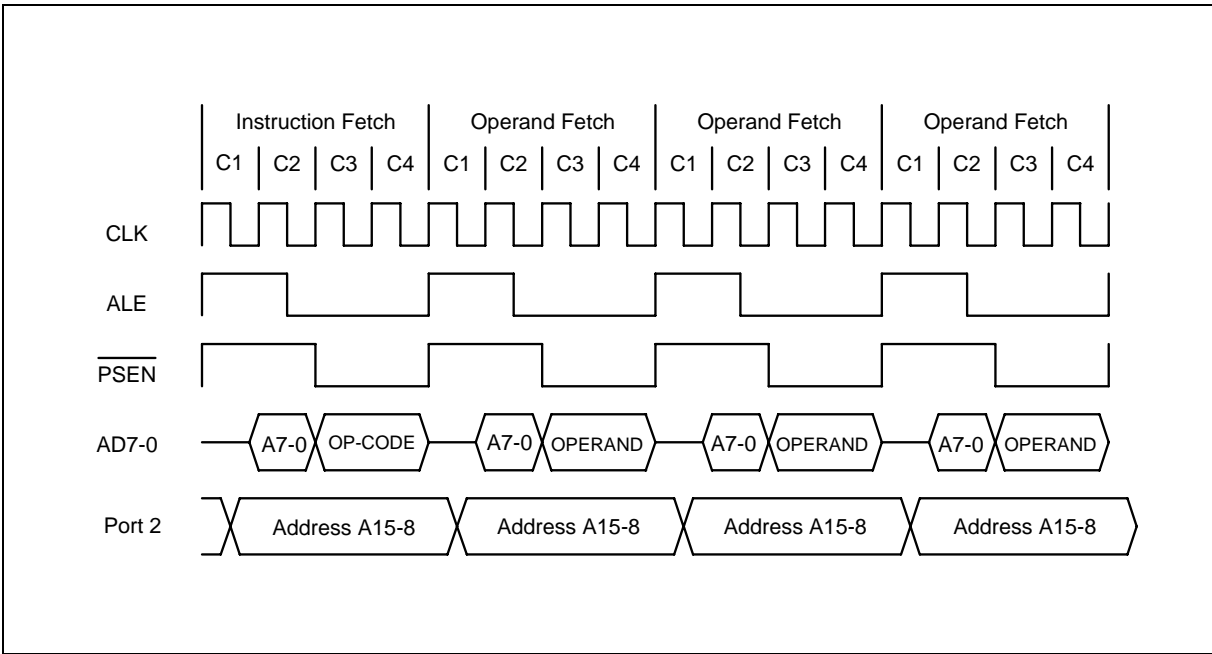 Instruction Fetch Operand Fetch Operand Fetch Operand Fetch
C1 C2 C3 C4 C1 C2 C3 C4 C1 C2 C3 C4 C1 C2 C3 C4
CLK
ALE
PSEN
AD7-0 A7-0 OP-CODE A7-0 OPERAND A7-0 OPERAND A7-0 OPERAND
Port 2 Address A15-8 Address A15-8 Address A15-8 Address A15-8